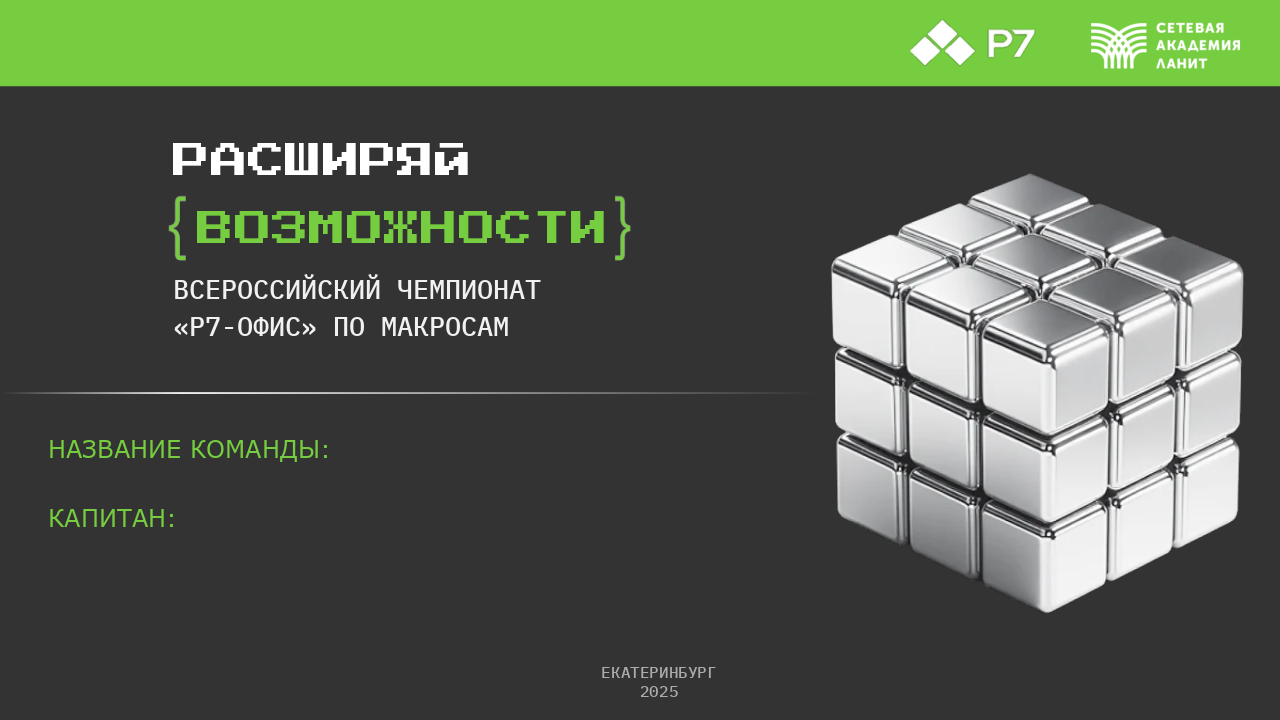 Р7
СЕТЕВАЯ
АКАДЕМИЯ
ЛАНИТ
РАСШИРЯЙ
{ВОЗМОЖНОСТИ}
ВСЕРОССИЙСКИЙ ЧЕМПИОНАТ
«Р7-ОФИС» ПО МАКРОСАМ
НАЗВАНИЕ КОМАНДЫ:
КАПИТАН:
ЕКАТЕРИНБУРГ
2025